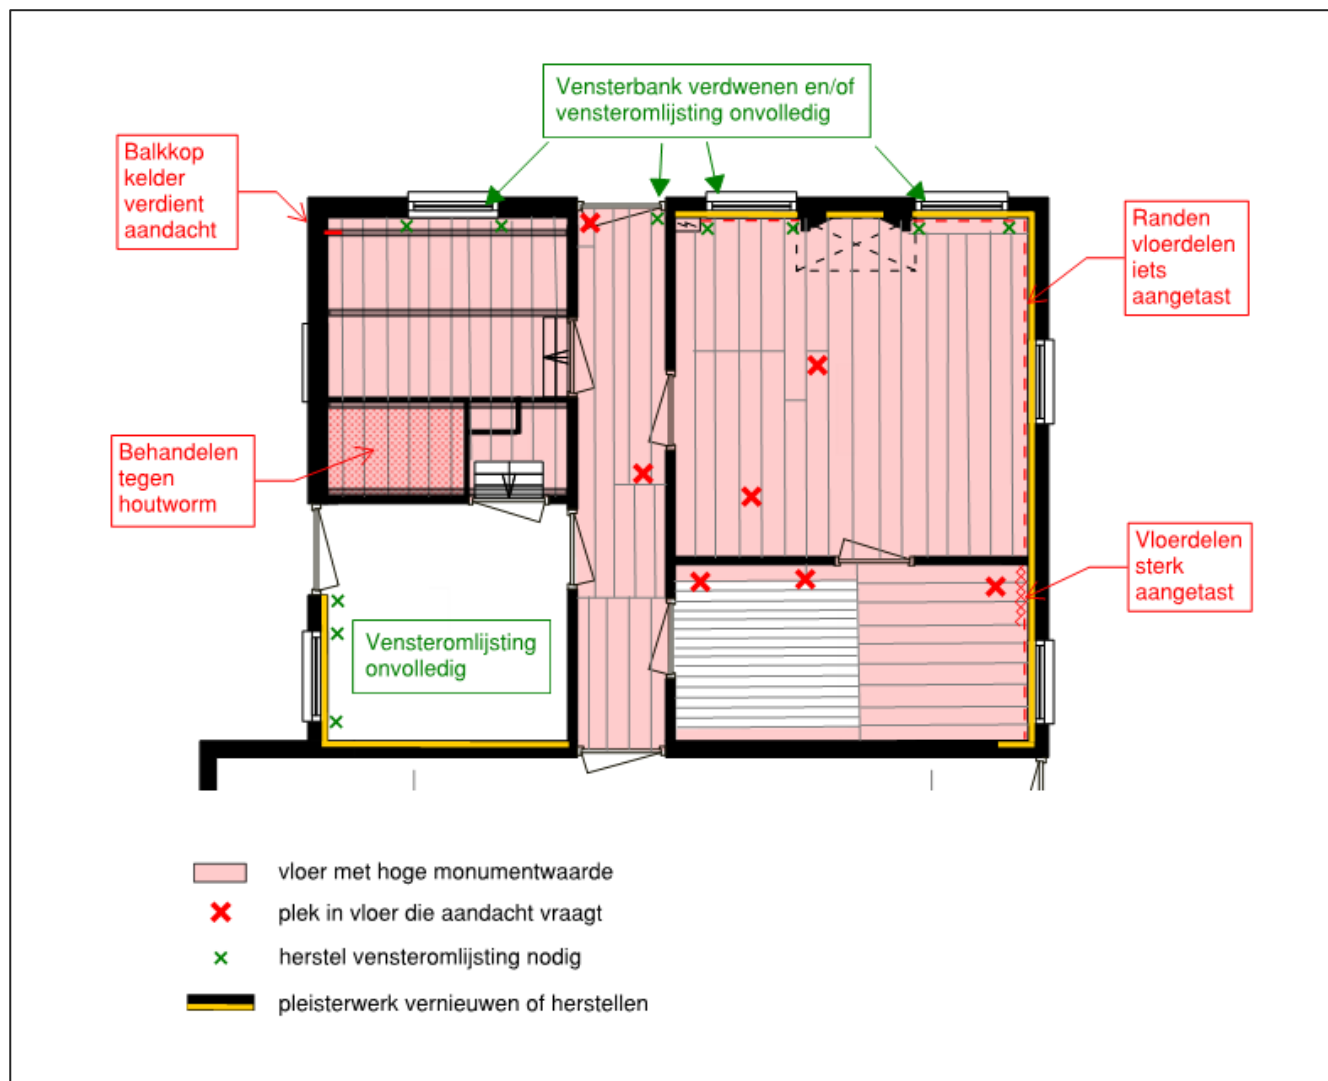 Vensterbank verdwenen en/of
vensteromlijsting onvolledig
Balkkop
kelder
verdient
aandacht
Randen
vloerdelen
iets
aangetast
Behandelen
tegen
houtworm
Vloerdelen
sterk
aangetast
Vensteromlijsting
onvolledig
vloer met hoge monumentwaarde
plek in vloer die aandacht vraagt
herstel vensteromlijsting nodig
pleisterwerk vernieuwen of herstellen